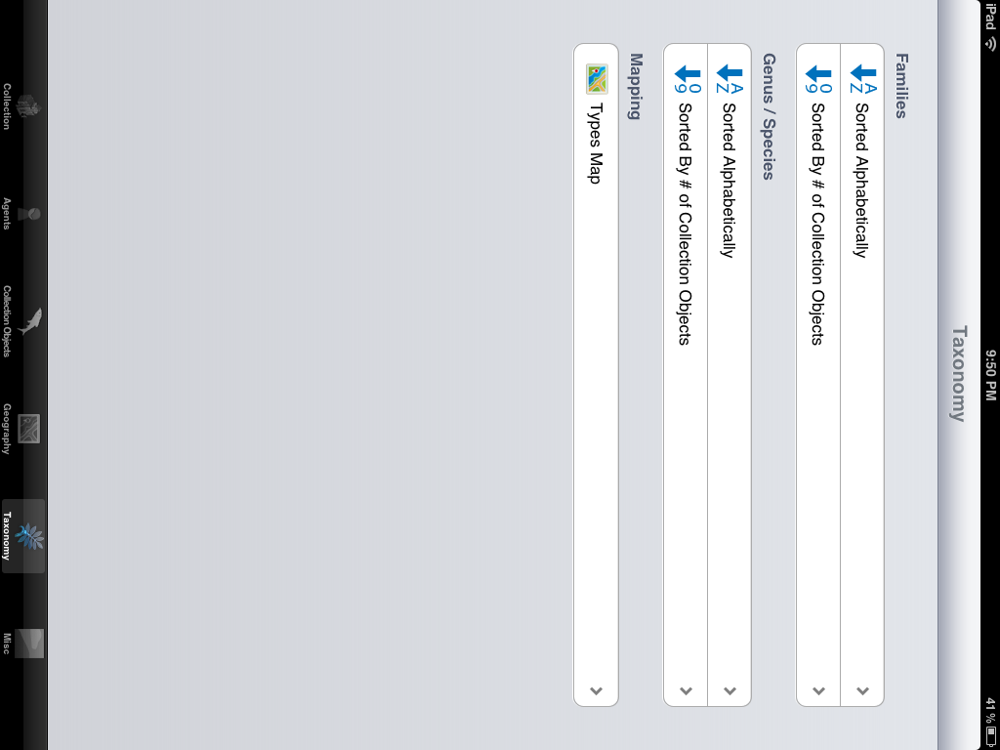 iPad
9:50 PM
41 %
Taxonomy
Families
A
Z
Sorted Alphabetically
0
9
Sorted By # of Collection Objects
Genus / Species
A
Z
Sorted Alphabetically
0
9
Sorted By # of Collection Objects
Mapping
Types Map
Collection
Agents
Collection Objects
Geography
Taxonomy
Misc